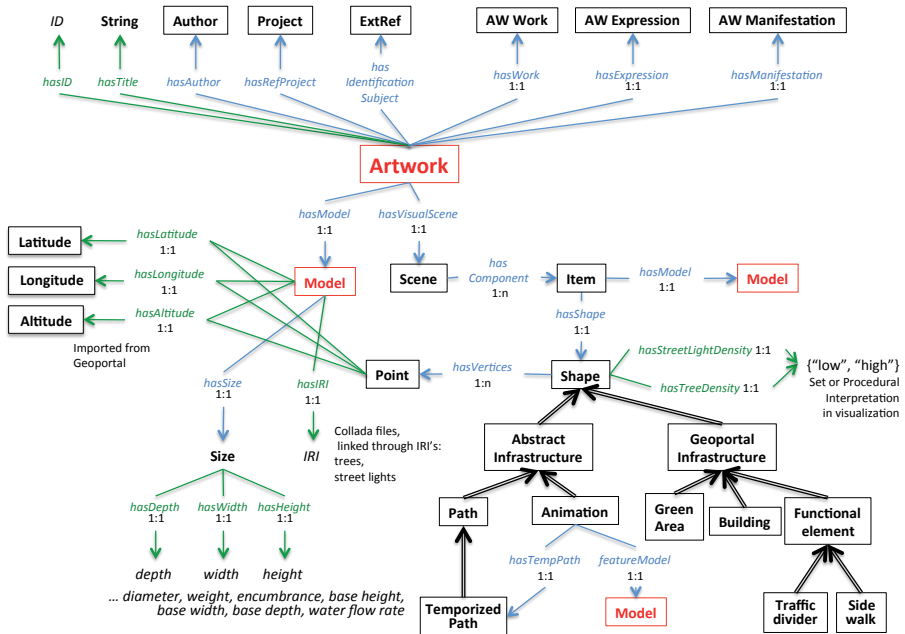 ID
String
Author
Project
ExtRef
AW Work
AW Expression
AW Manifestation
hasID
hasTitle
hasAuthor
hasRefProject
has
Identification
Subject
hasWork
1:1
hasExpression
1:1
hasManifestation
1:1
Artwork
hasModel
1:1
hasVisualScene
1:1
Latitude
hasLatitude
1:1
Longitude
hasLongitude
1:1
Altitude
hasAltitude
1:1
Imported from
Geoportal
Model
Scene
has
Component
1:n
Item
hasModel
1:1
Model
hasShape
1:1
hasSize
1:1
hasIRI
1:1
Point
hasVertices
1:n
Shape
hasStreetLightDensity 1:1
hasTreeDensity 1:1
{"low", "high"}
Set or Procedural
Interpretation
in visualization
Size
IRI
Collada files,
linked through IRI's:
trees,
street lights
Abstract
Infrastructure
Geoportal
Infrastructure
hasDepth
1:1
hasWidth
1:1
hasHeight
1:1
Path
Animation
Green
Area
Building
Functional
element
depth
width
height
... diameter, weight, encumbrance, base height,
base width, base depth, water flow rate
hasTempPath
1:1
featureModel
1:1
Temporized
Path
Model
Traffic
divider
Side
walk